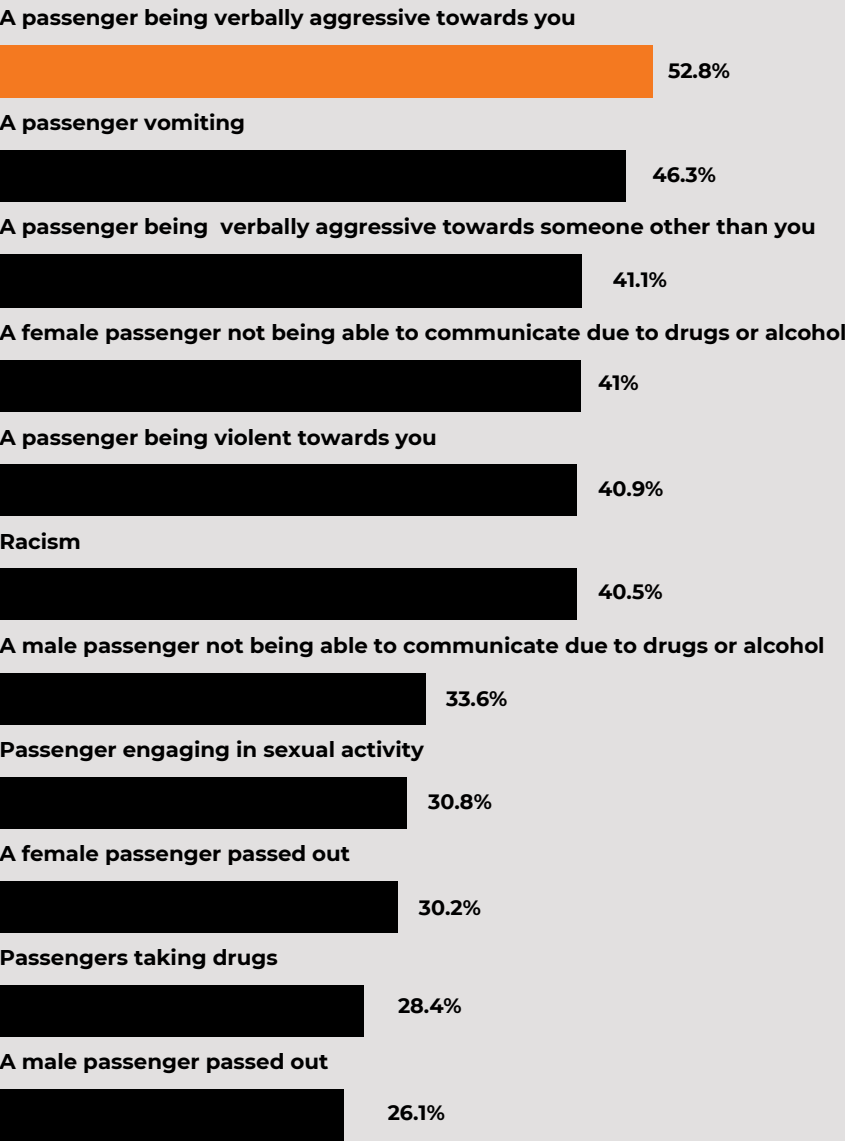 A passenger being verbally aggressive towards you
52.8%
A passenger vomiting
46.3%
A passenger being  verbally aggressive towards someone other than you
41.1%
A female passenger not being able to communicate due to drugs or alcohol
41%
A passenger being violent towards you
40.9%
Racism
40.5%
A male passenger not being able to communicate due to drugs or alcohol
33.6%
Passenger engaging in sexual activity
30.8%
A female passenger passed out
30.2%
Passengers taking drugs
28.4%
A male passenger passed out
26.1%